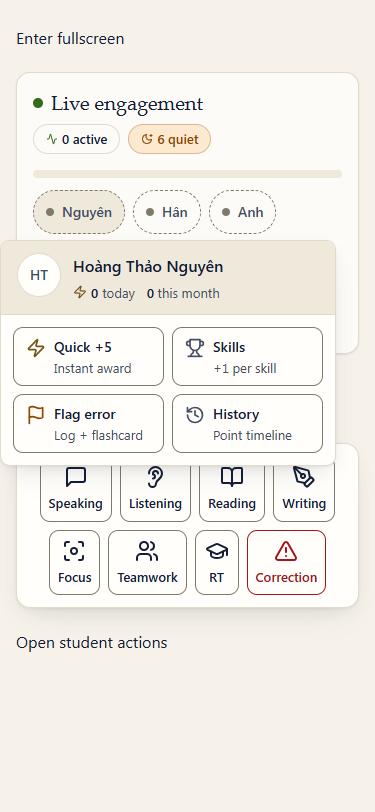 Enter fullscreen
Live engagement
0 active
6 quiet
Nguyên
Hân
Anh
HT
Hoàng Thảo Nguyên
0 today 0 this month
Quick +5
Instant award
Skills
+1 per skill
Flag error
Log + flashcard
History
Point timeline
Speaking
Listening
Reading
Writing
Focus
Teamwork
RT
Correction
Open student actions